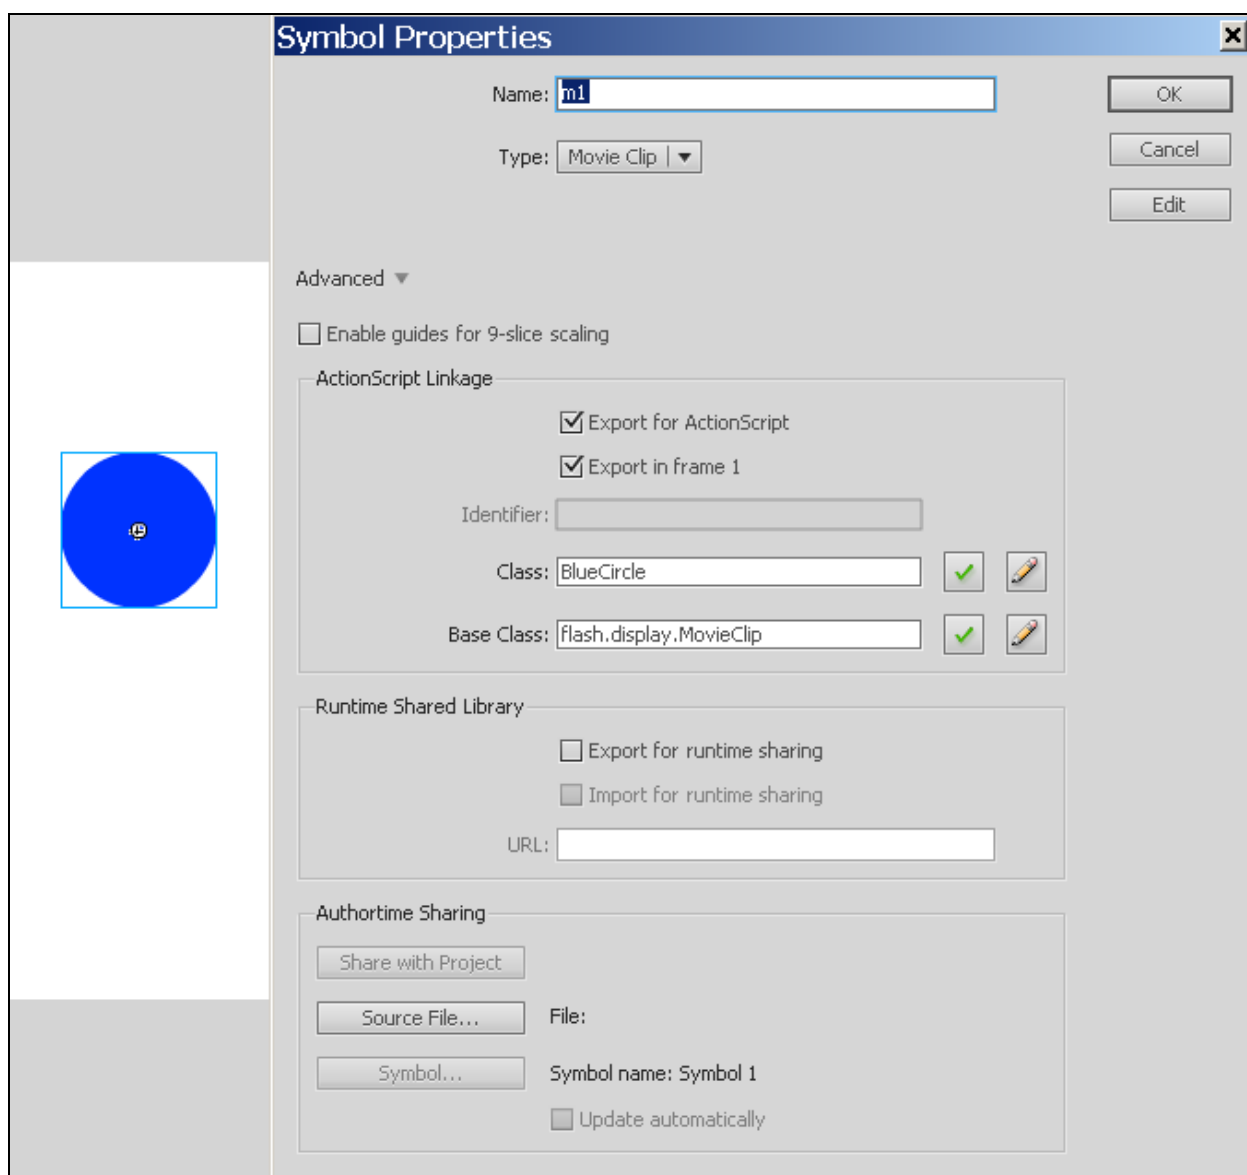 Symbol Properties
Name: m1
OK
Type: Movie Clip
Cancel
Edit
Advanced
Enable guides for 9-slice scaling
ActionScript Linkage
Export for ActionScript
Export in frame 1
Identifier:
Class: BlueCircle
Base Class: flash.display.MovieClip
Runtime Shared Library
Export for runtime sharing
Import for runtime sharing
URL:
Authortime Sharing
Share with Project
Source File... File:
Symbol... Symbol name: Symbol 1
Update automatically